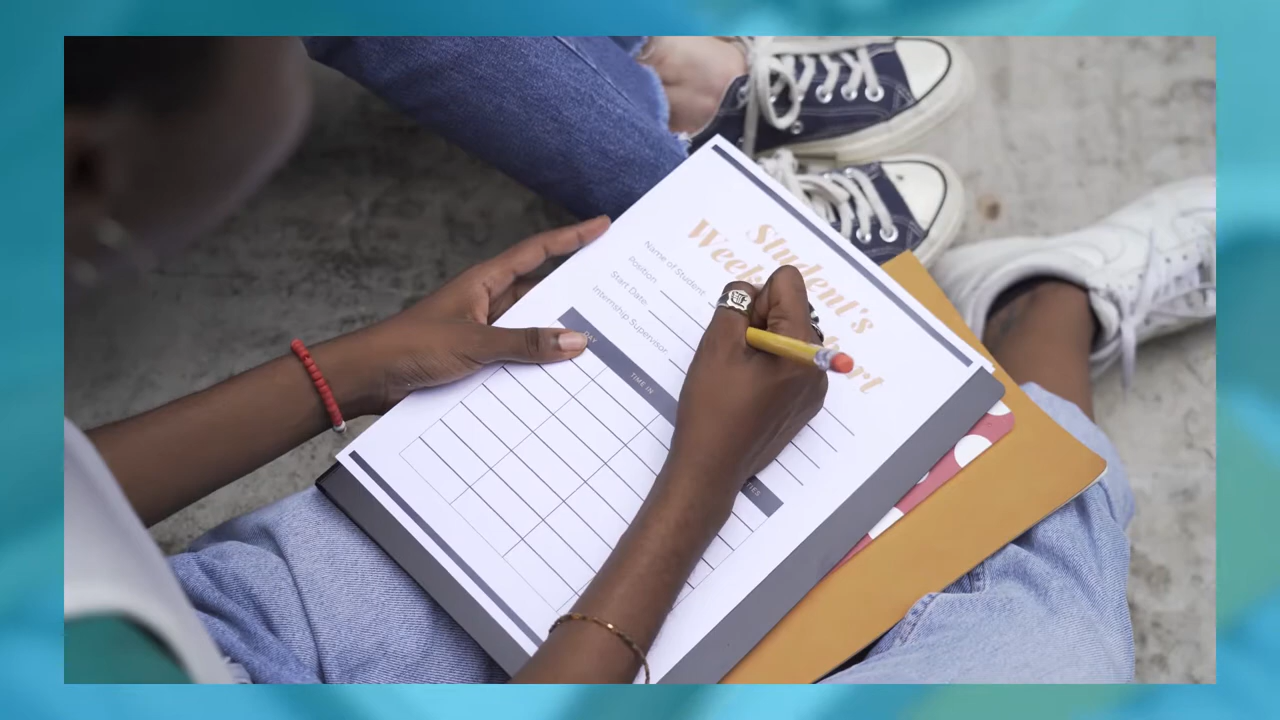 Student's
Name of Student
Position
Start Date
Internship Supervisor
DAY TIME IN